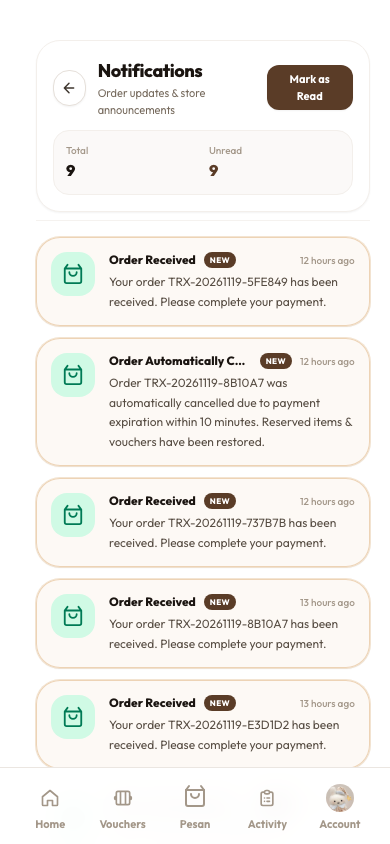 Notifications
Order updates & store
announcements
Mark as
Read
Total
Unread
9
9
Order Received NEW 12 hours ago
Your order TRX-20261119-5FE849 has been
received. Please complete your payment.
Order Automatically C... NEW 12 hours ago
Order TRX-20261119-8B10A7 was
automatically cancelled due to payment
expiration within 10 minutes. Reserved items &
vouchers have been restored.
Order Received NEW 12 hours ago
Your order TRX-20261119-737B7B has been
received. Please complete your payment.
Order Received NEW 13 hours ago
Your order TRX-20261119-8B10A7 has been
received. Please complete your payment.
Order Received NEW 13 hours ago
Your order TRX-20261119-E3D1D2 has been
received. Please complete your payment.
Home Vouchers Pesan Activity Account